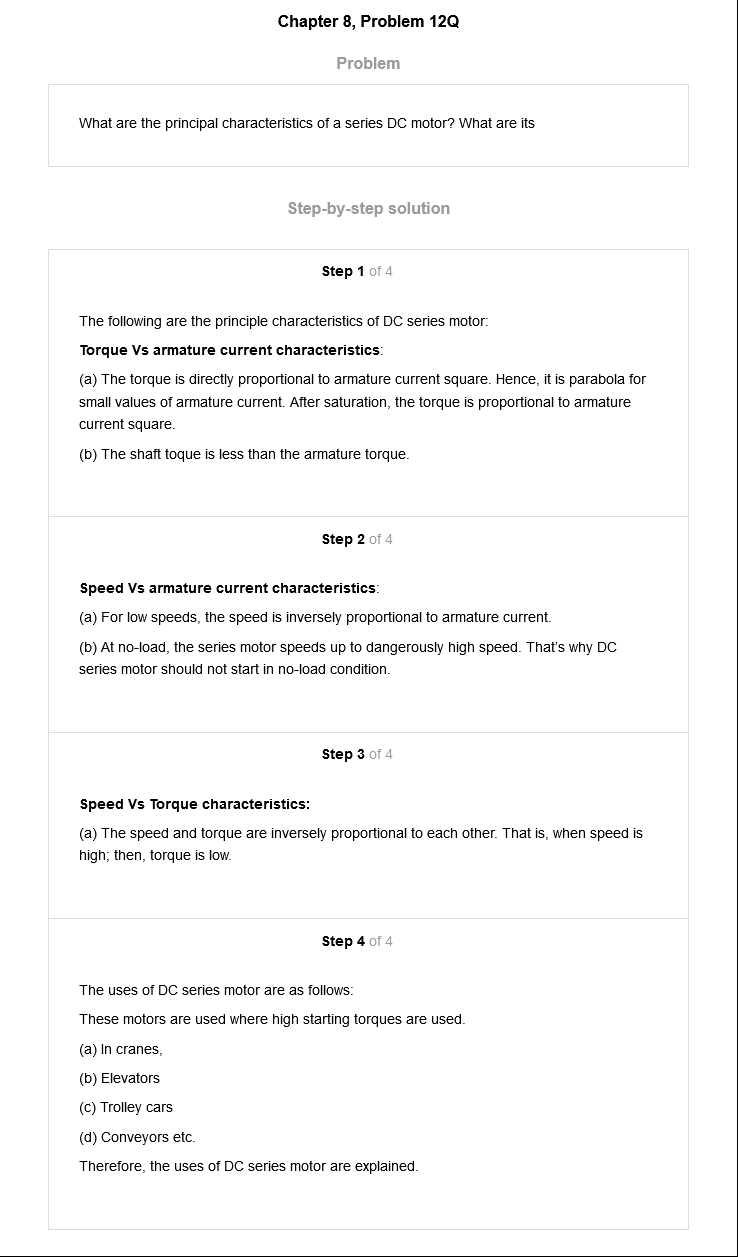 Chapter 8, Problem 12Q
Problem
What are the principal characteristics of a series DC motor? What are its
Step-by-step solution
Step 1 of 4
The following are the principle characteristics of DC series motor:
Torque Vs armature current characteristics:
(a) The torque is directly proportional to armature current square. Hence, it is parabola for
small values of armature current. After saturation, the torque is proportional to armature
current square.
(b) The shaft toque is less than the armature torque.
Step 2 of 4
Speed Vs armature current characteristics:
(a) For low speeds, the speed is inversely proportional to armature current.
(b) At no-load, the series motor speeds up to dangerously high speed. That's why DC
series motor should not start in no-load condition.
Step 3 of 4
Speed Vs Torque characteristics:
(a) The speed and torque are inversely proportional to each other. That is, when speed is
high; then, torque is low.
Step 4 of 4
The uses of DC series motor are as follows:
These motors are used where high starting torques are used.
(a) In cranes,
(b) Elevators
(c) Trolley cars
(d) Conveyors etc.
Therefore, the uses of DC series motor are explained.